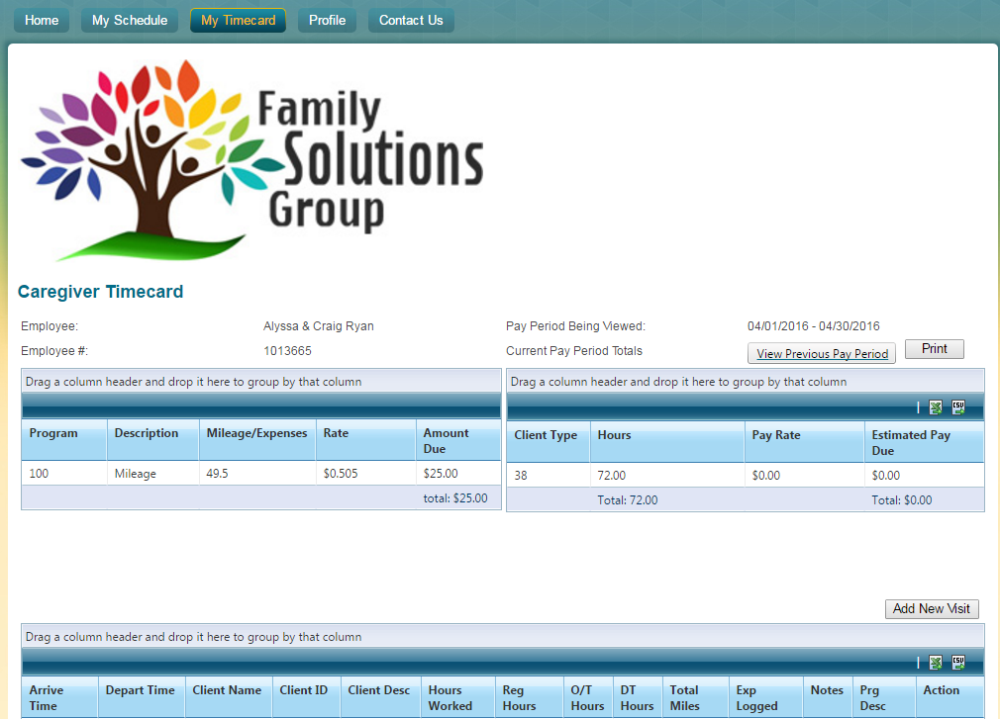 Home My Schedule My Timecard Profile Contact Us
Family
Solutions
Group
Caregiver Timecard
Employee: Alyssa & Craig Ryan Pay Period Being Viewed: 04/01/2016 - 04/30/2016
Employee #: 1013665 Current Pay Period Totals View Previous Pay Period Print
Drag a column header and drop it here to group by that column
Program Description Mileage/Expenses Rate Amount Due
100 Mileage 49.5 $0.505 $25.00
total: $25.00
Drag a column header and drop it here to group by that column
| CSV
Client Type Hours Pay Rate Estimated Pay Due
38 72.00 $0.00 $0.00
Total: 72.00 Total: $0.00
Add New Visit
Drag a column header and drop it here to group by that column
| CSV
Arrive Time Depart Time Client Name Client ID Client Desc Hours Worked Reg Hours O/T Hours DT Hours Total Miles Exp Logged Notes Prg Desc Action